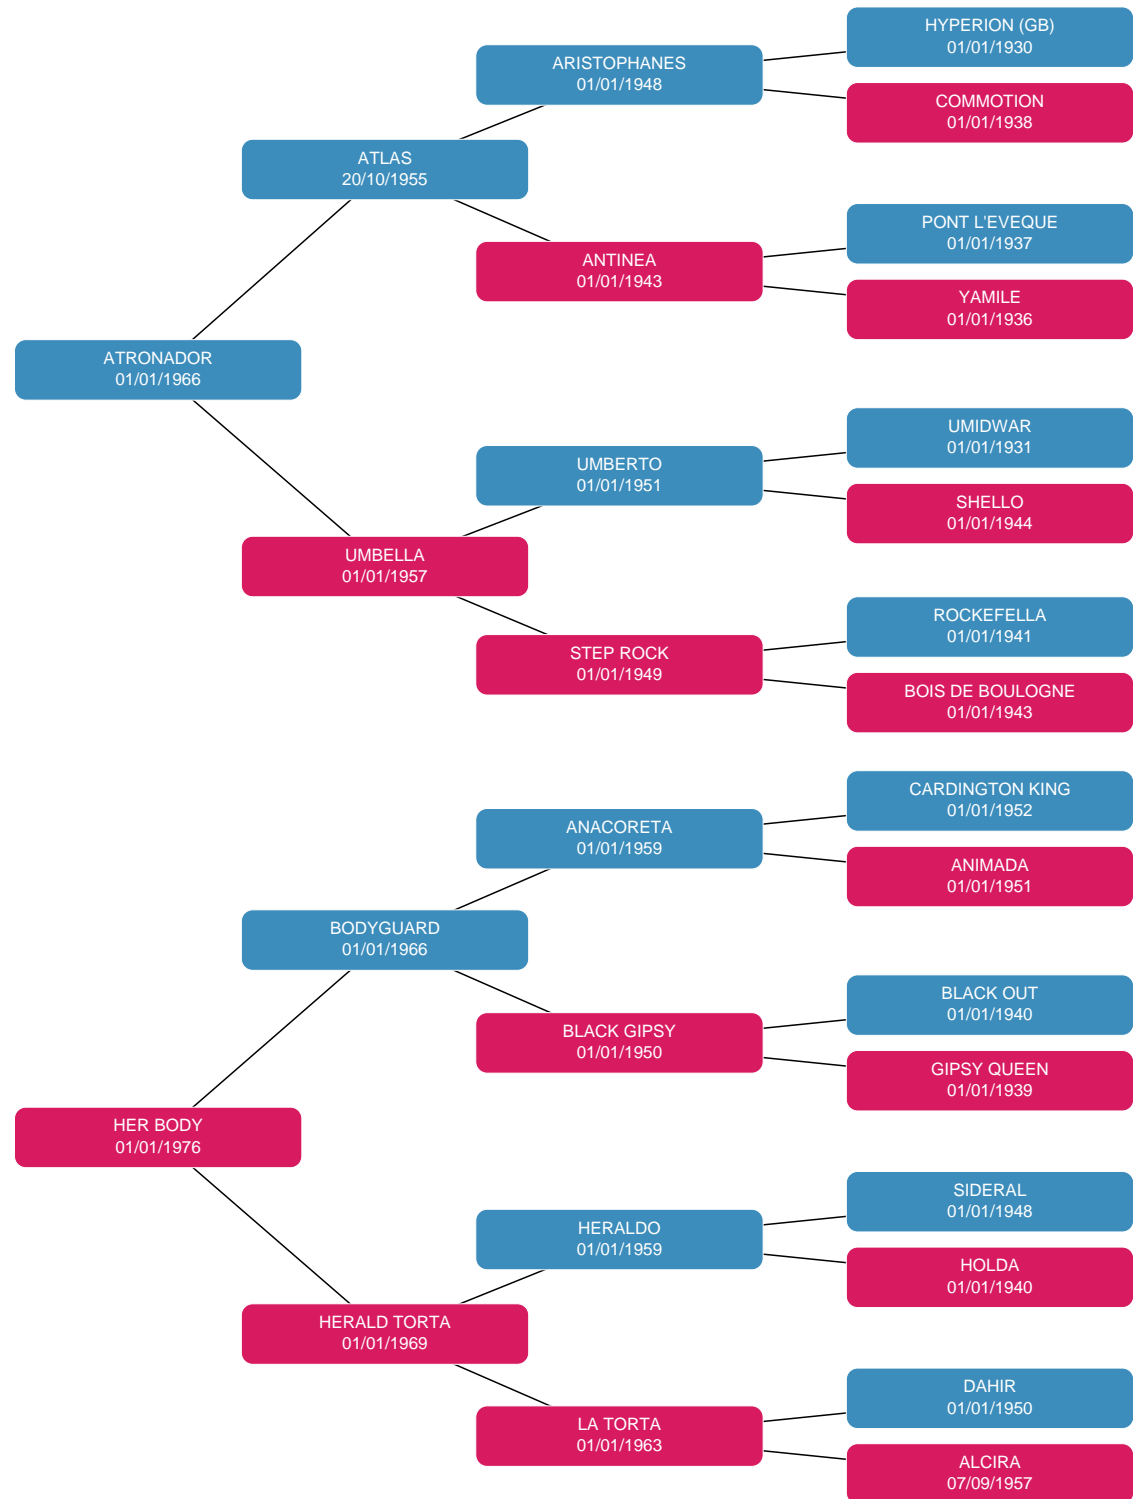 HYPERION (GB)
01/01/1930
ARISTOPHANES
01/01/1948
COMMOTION
01/01/1938
ATLAS
20/10/1955
PONT L'EVEQUE
01/01/1937
ANTINEA
01/01/1943
YAMILE
01/01/1936
ATRONADOR
01/01/1966
UMIDWAR
01/01/1931
UMBERTO
01/01/1951
SHELLO
01/01/1944
UMBELLA
01/01/1957
ROCKEFELLA
01/01/1941
STEP ROCK
01/01/1949
BOIS DE BOULOGNE
01/01/1943
CARDINGTON KING
01/01/1952
ANACORETA
01/01/1959
ANIMADA
01/01/1951
BODYGUARD
01/01/1966
BLACK OUT
01/01/1940
BLACK GIPSY
01/01/1950
GIPSY QUEEN
01/01/1939
HER BODY
01/01/1976
SIDERAL
01/01/1948
HERALDO
01/01/1959
HOLDA
01/01/1940
HERALD TORTA
01/01/1969
DAHIR
01/01/1950
LA TORTA
01/01/1963
ALCIRA
07/09/1957